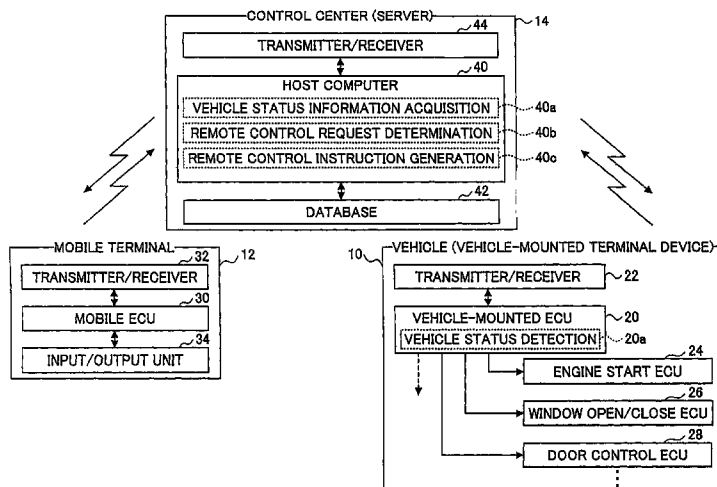 CONTROL CENTER (SERVER)
14
44
TRANSMITTER/RECEIVER
40
HOST COMPUTER
VEHICLE STATUS INFORMATION ACQUISITION
40a
REMOTE CONTROL REQUEST DETERMINATION
40b
REMOTE CONTROL INSTRUCTION GENERATION
40c
42
DATABASE
MOBILE TERMINAL
12
32
TRANSMITTER/RECEIVER
30
MOBILE ECU
34
INPUT/OUTPUT UNIT
10
VEHICLE (VEHICLE-MOUNTED TERMINAL DEVICE)
TRANSMITTER/RECEIVER
22
VEHICLE-MOUNTED ECU
20
VEHICLE STATUS DETECTION
20a
24
ENGINE START ECU
26
WINDOW OPEN/CLOSE ECU
28
DOOR CONTROL ECU